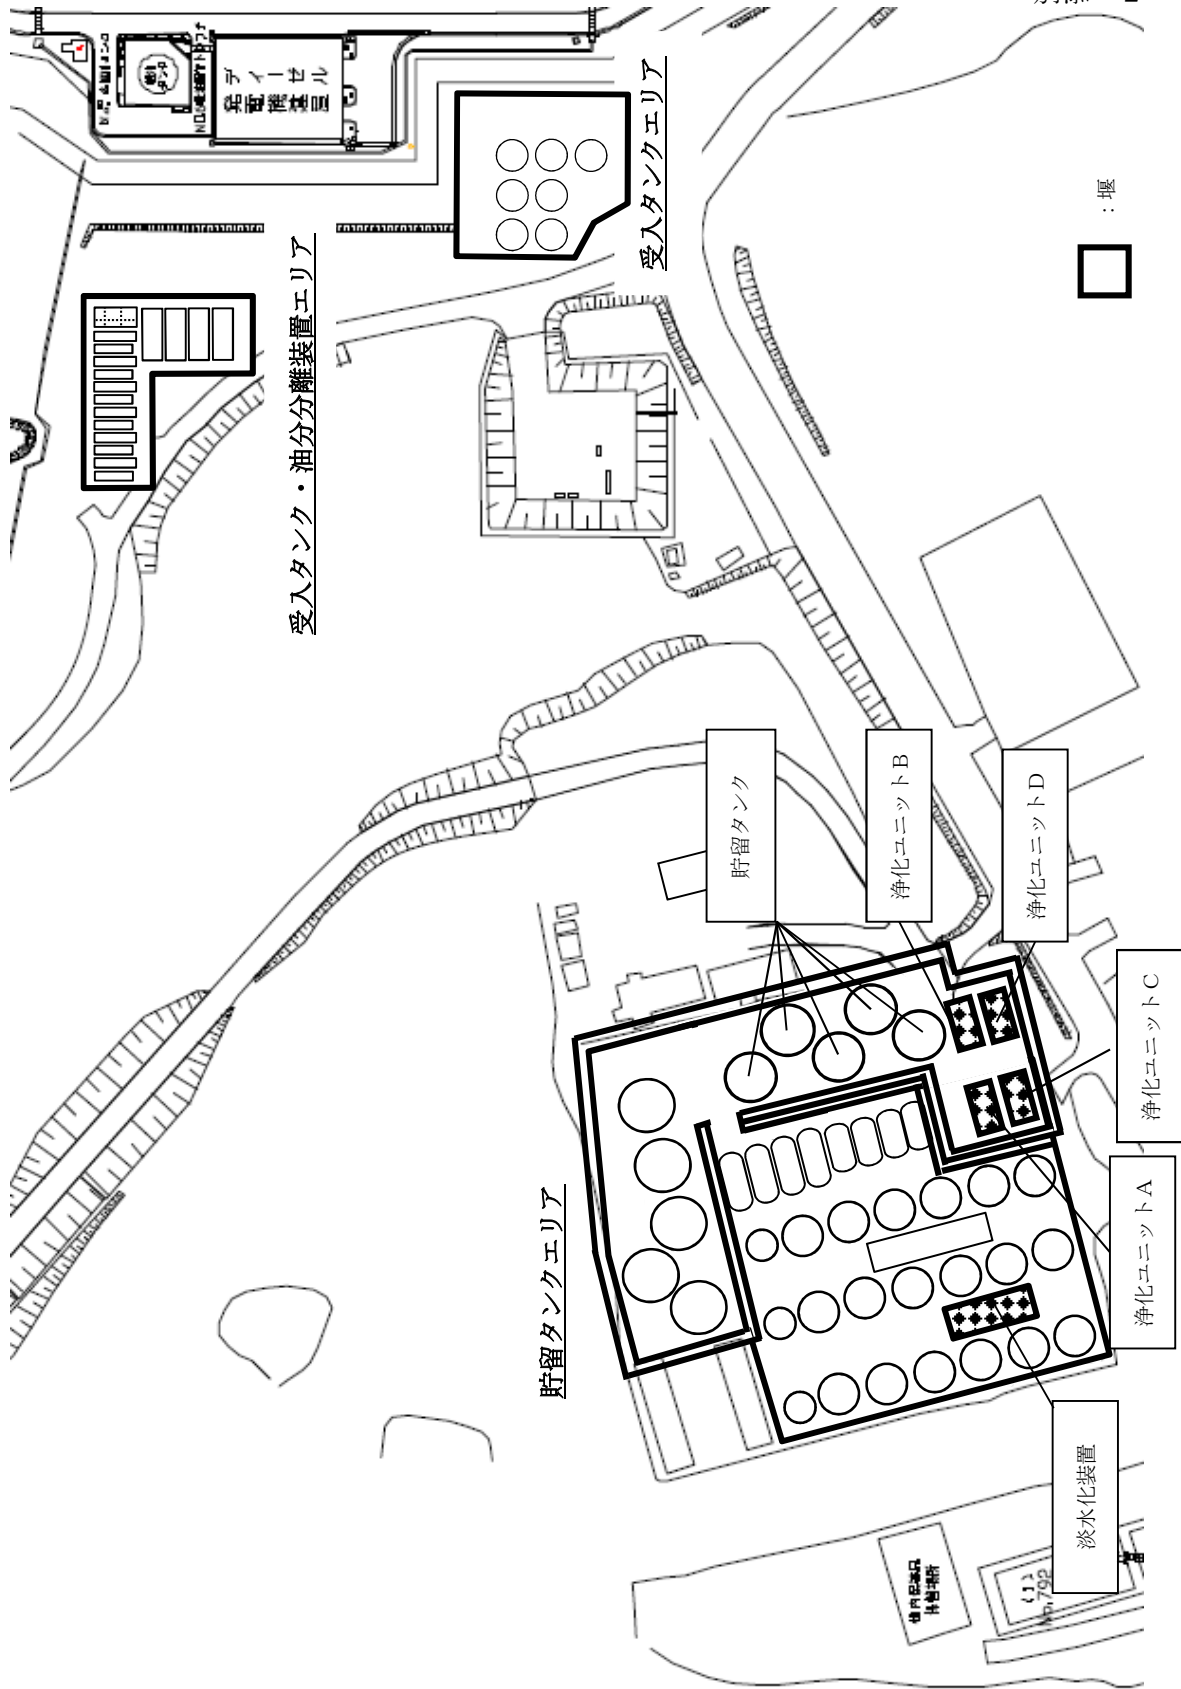 ディーゼル
発電機建屋
受入タンクエリア
：堰
受入タンク・油分分離装置エリア
貯留タンク
浄化ユニットB
浄化ユニットD
浄化ユニットC
浄化ユニットA
貯留タンクエリア
淡水化装置
No.792